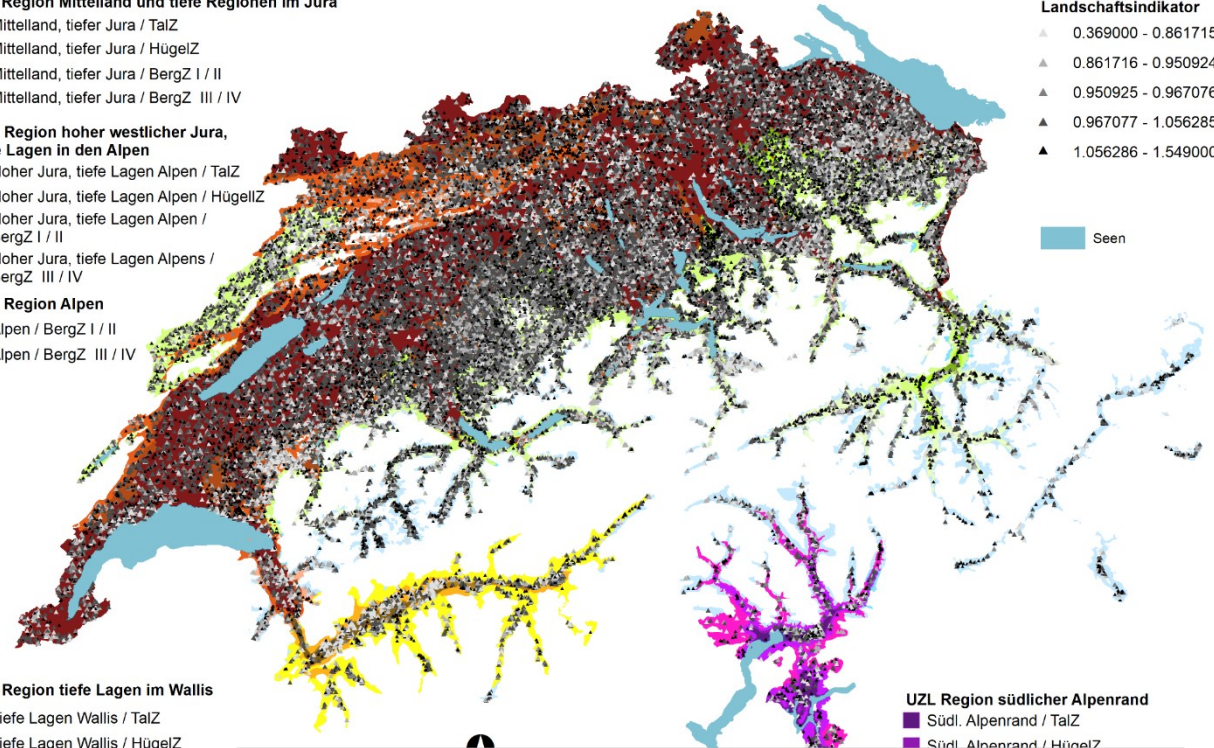 Region Mittelland und tiefe Regionen im Jura
Mittelland, tiefer Jura / TalZ
Mittelland, tiefer Jura / HügelZ
Mittelland, tiefer Jura / BergZ I / II
Mittelland, tiefer Jura / BergZ III / IV
Region hoher westlicher Jura,
Lagen in den Alpen
Hoher Jura, tiefe Lagen Alpen / TalZ
Hoher Jura, tiefe Lagen Alpen / HügellZ
Hoher Jura, tiefe Lagen Alpen /
BergZ I / II
Hoher Jura, tiefe Lagen Alpens /
BergZ III / IV
Region Alpen
Alpen / BergZ I / II
Alpen / BergZ III / IV
Region tiefe Lagen im Wallis
tiefe Lagen Wallis / TalZ
tiefe Lagen Wallis / HügelZ
Landschaftsindikator
0.369000 - 0.861715
0.861716 - 0.950924
0.950925 - 0.967076
0.967077 - 1.056285
1.056286 - 1.549000
Seen
UZL Region südlicher Alpenrand
Südl. Alpenrand / TalZ
Südl. Alpenrand / HügelZ